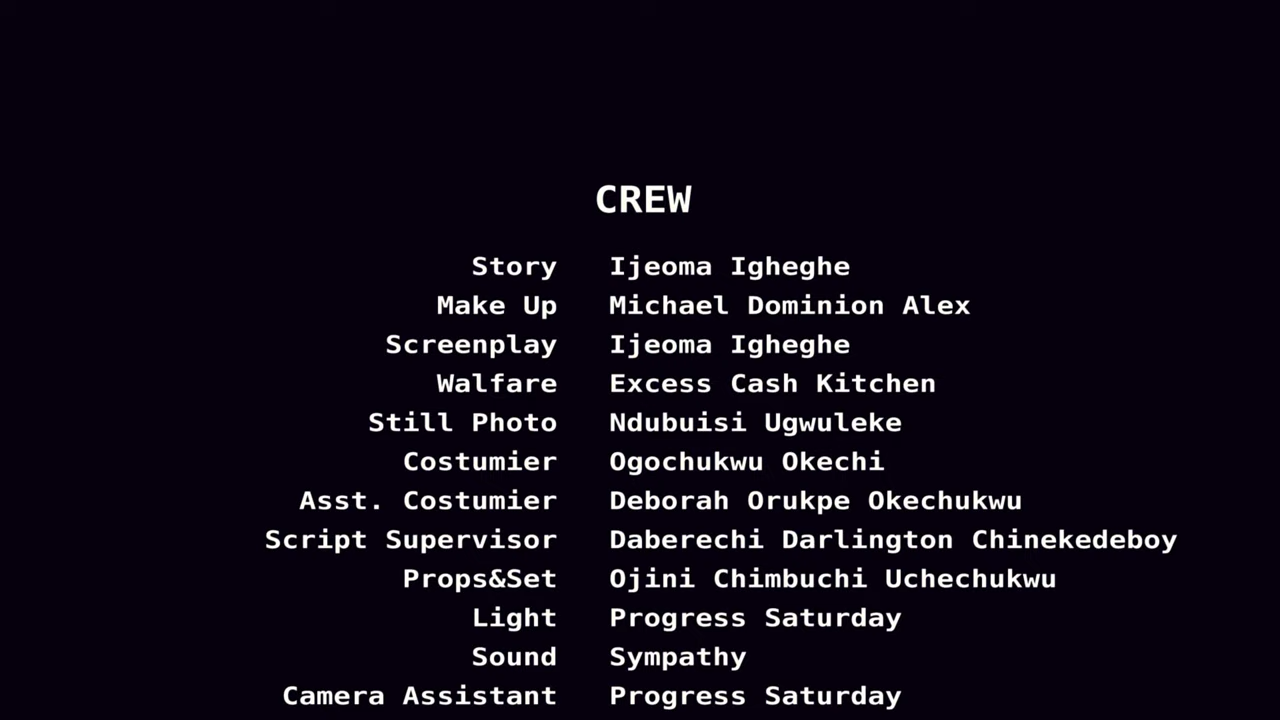 CREW
Story Ijeoma Igheghe
Make Up Michael Dominion Alex
Screenplay Ijeoma Igheghe
Walfare Excess Cash Kitchen
Still Photo Ndubuisi Ugwuleke
Costumier Ogochukwu Okechi
Asst. Costumier Deborah Orukpe Okechukwu
Script Supervisor Daberechi Darlington Chinekedeboy
Props&Set Ojini Chimbuchi Uchechukwu
Light Progress Saturday
Sound Sympathy
Camera Assistant Progress Saturday